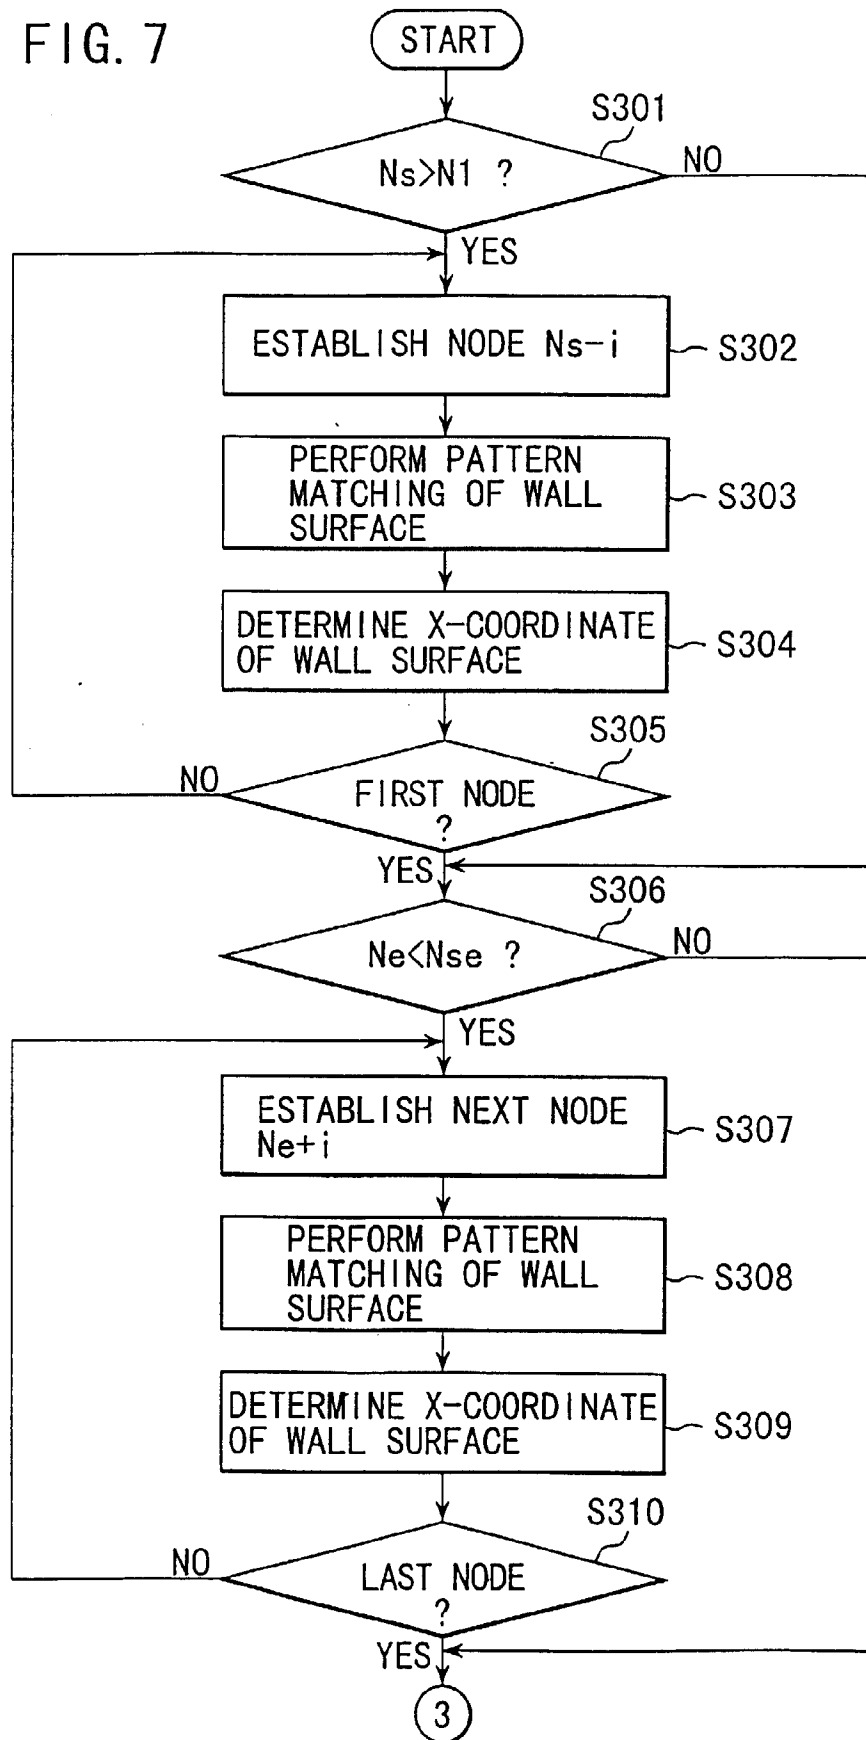 FIG. 7
START
S301
Ns>N1 ?
NO
YES
ESTABLISH NODE Ns-i
S302
PERFORM PATTERN
MATCHING OF WALL
SURFACE
S303
DETERMINE X-COORDINATE
OF WALL SURFACE
S304
S305
NO
FIRST NODE
?
YES
S306
Ne<Nse ?
NO
YES
ESTABLISH NEXT NODE
Ne+i
S307
PERFORM PATTERN
MATCHING OF WALL
SURFACE
S308
DETERMINE X-COORDINATE
OF WALL SURFACE
S309
S310
NO
LAST NODE
?
YES
3